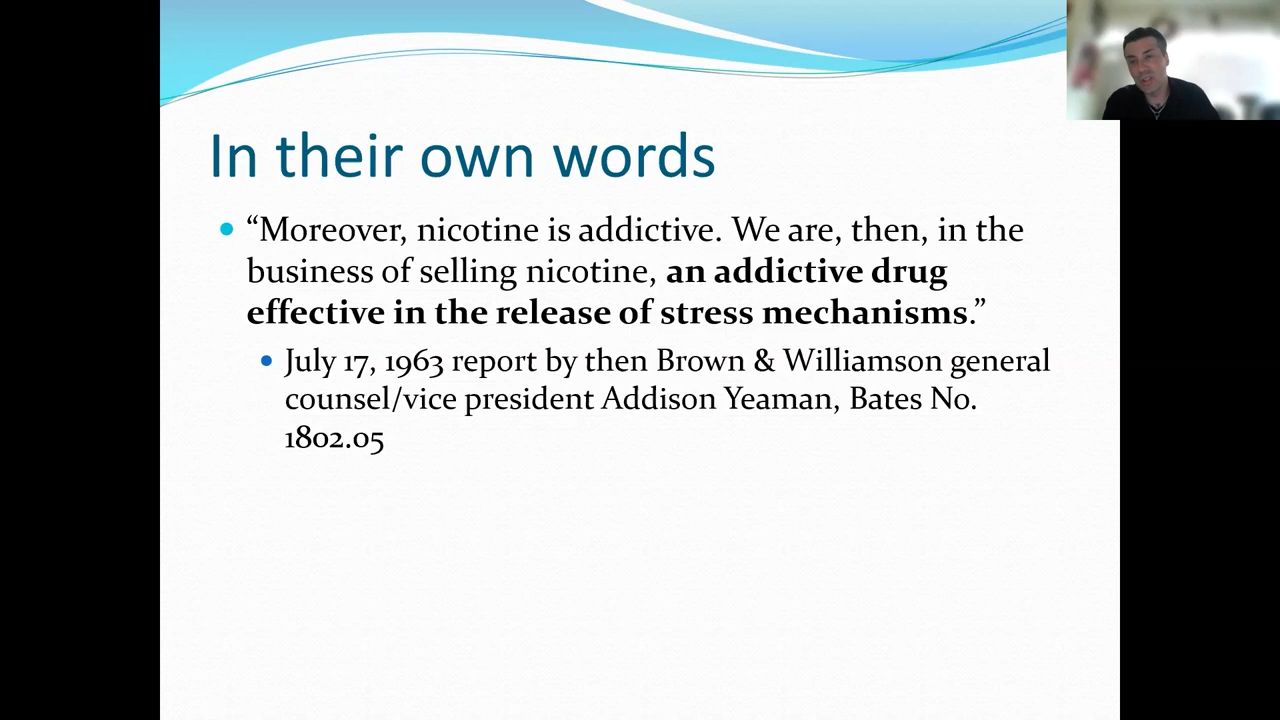 In their own words
“Moreover, nicotine is addictive. We are, then, in the
business of selling nicotine, an addictive drug
effective in the release of stress mechanisms.”
July 17, 1963 report by then Brown & Williamson general
counsel/vice president Addison Yeaman, Bates No.
1802.05